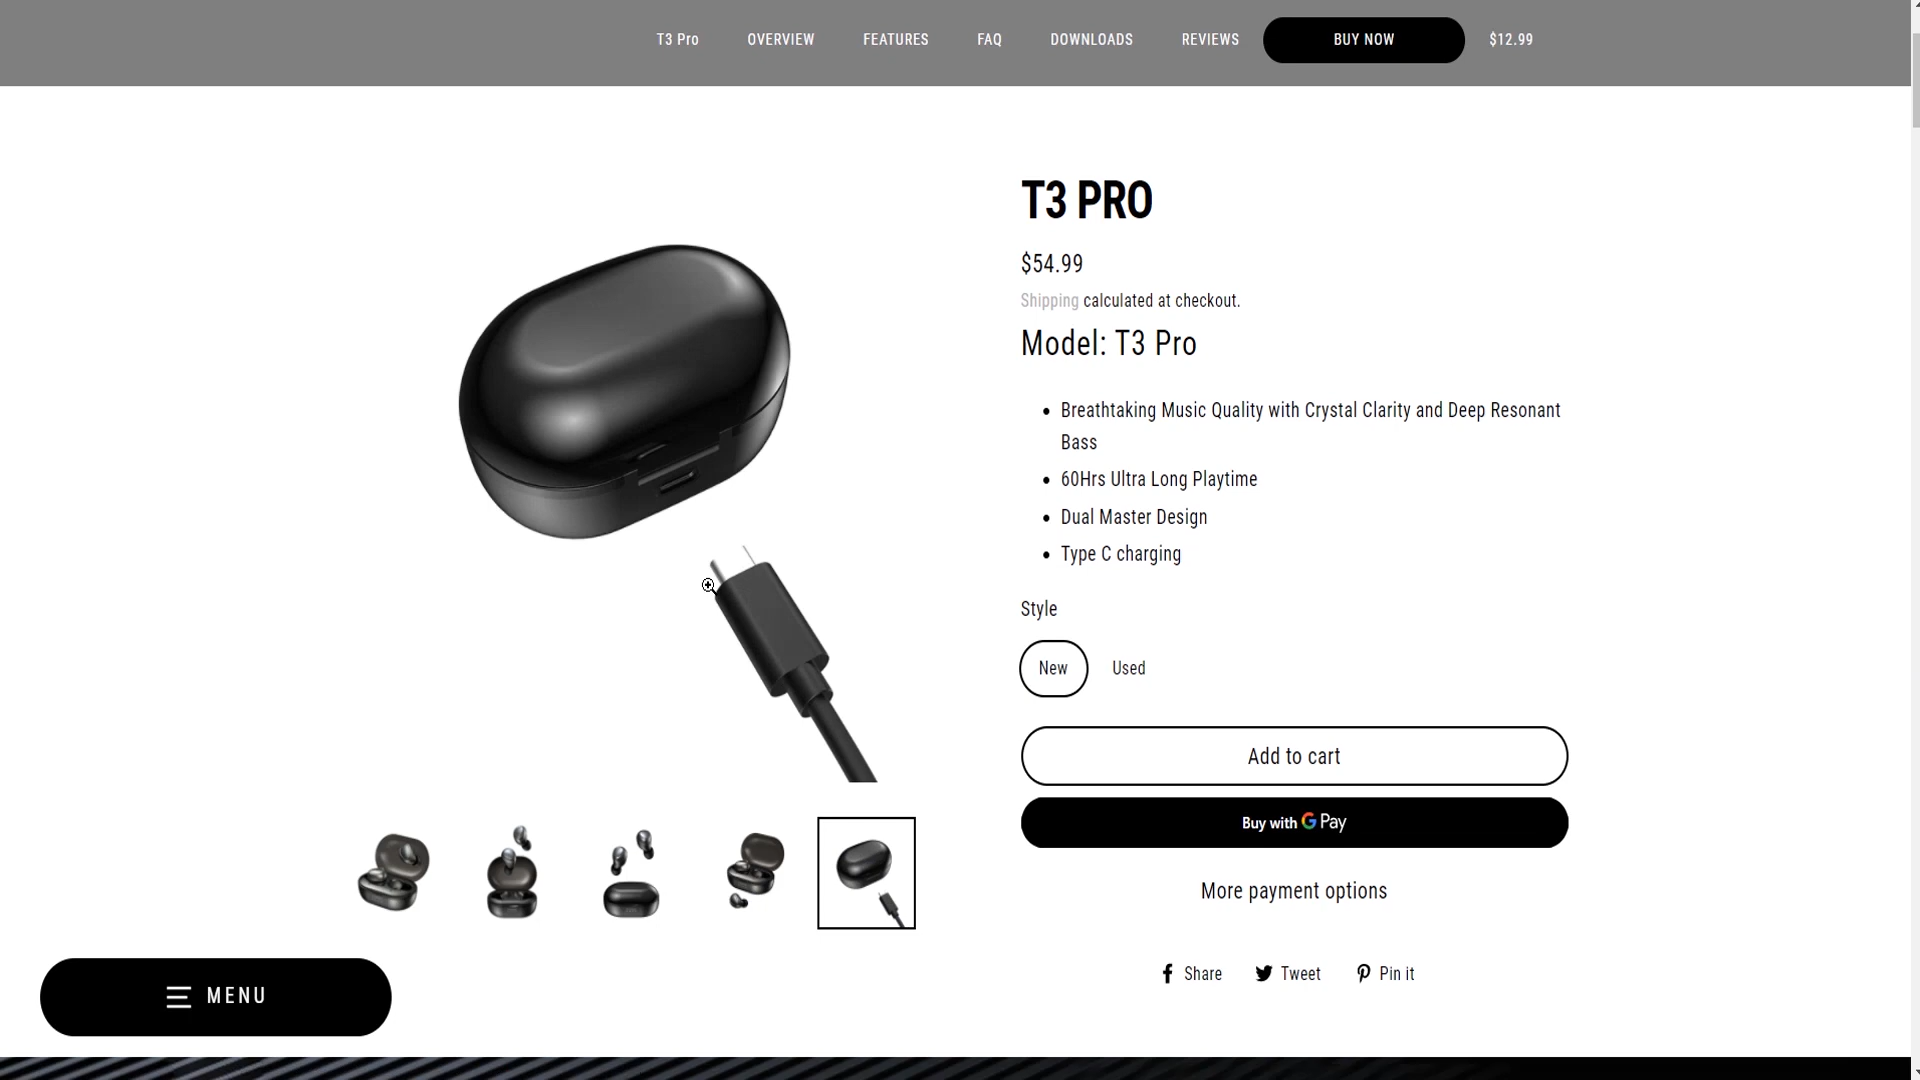 T3 Pro OVERVIEW FEATURES FAQ DOWNLOADS REVIEWS BUY NOW $12.99
T3 PRO
$54.99
Shipping calculated at checkout.
Model: T3 Pro
Breathtaking Music Quality with Crystal Clarity and Deep Resonant
Bass
60Hrs Ultra Long Playtime
Dual Master Design
Type C charging
Style
New Used
Add to cart
Buy with G Pay
More payment options
Share Tweet Pin it
MENU